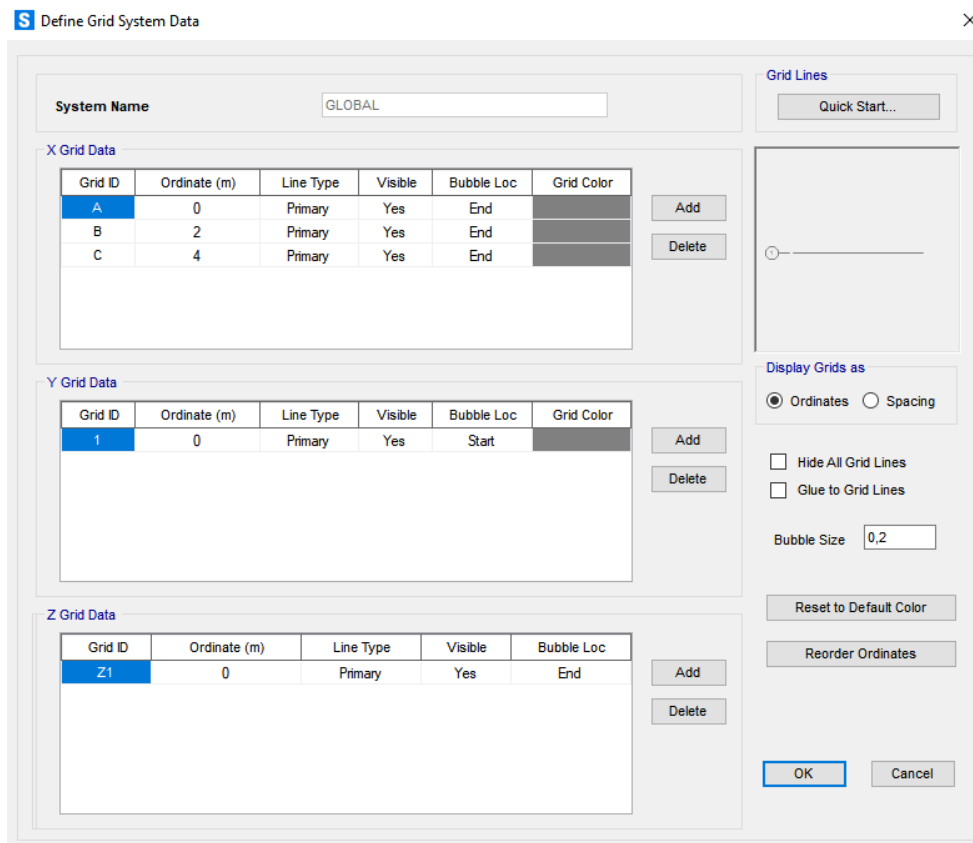 S Define Grid System Data
Grid Lines
System Name GLOBAL
Quick Start...
X Grid Data
Grid ID Ordinate (m) Line Type Visible Bubble Loc Grid Color
A 0 Primary Yes End
B 2 Primary Yes End
C 4 Primary Yes End
Add
Delete
1
Y Grid Data
Grid ID Ordinate (m) Line Type Visible Bubble Loc Grid Color
1 0 Primary Yes Start
Add
Delete
Display Grids as
Ordinates Spacing
Hide All Grid Lines
Glue to Grid Lines
Bubble Size 0,2
Z Grid Data
Grid ID Ordinate (m) Line Type Visible Bubble Loc
Z1 0 Primary Yes End
Add
Delete
Reset to Default Color
Reorder Ordinates
OK Cancel